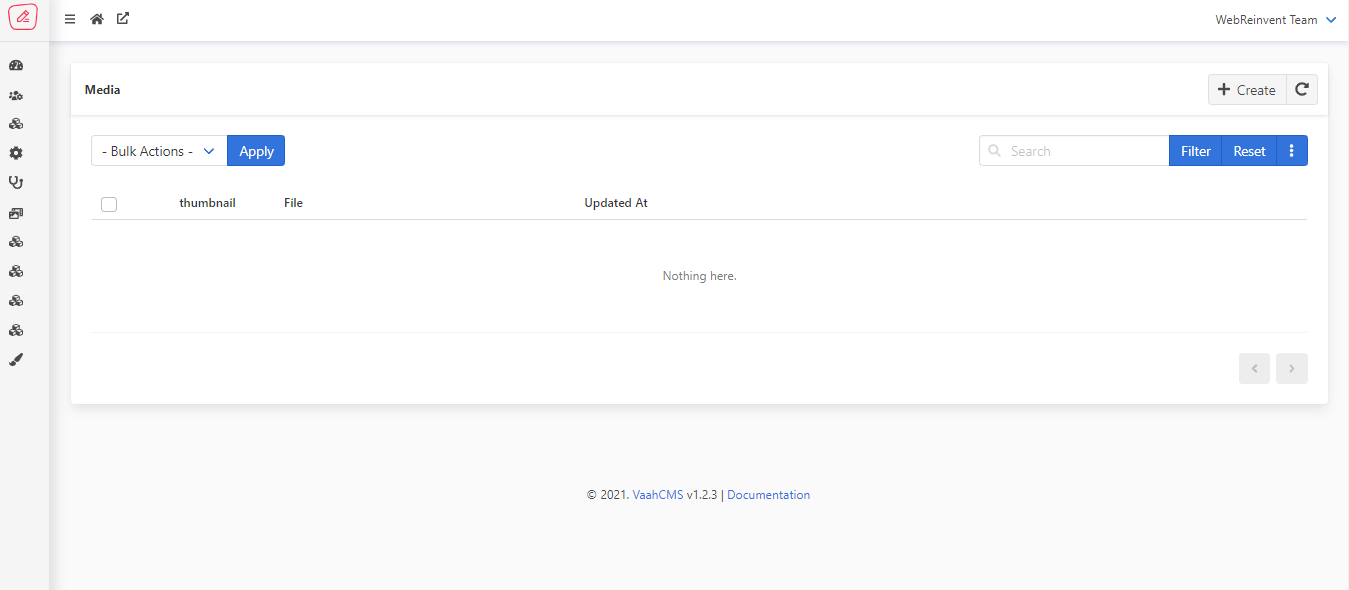 WebReinvent Team
Media
Create
- Bulk Actions -
Apply
Search
Filter
Reset
thumbnail File Updated At
Nothing here.
© 2021. VaahCMS v1.2.3 | Documentation